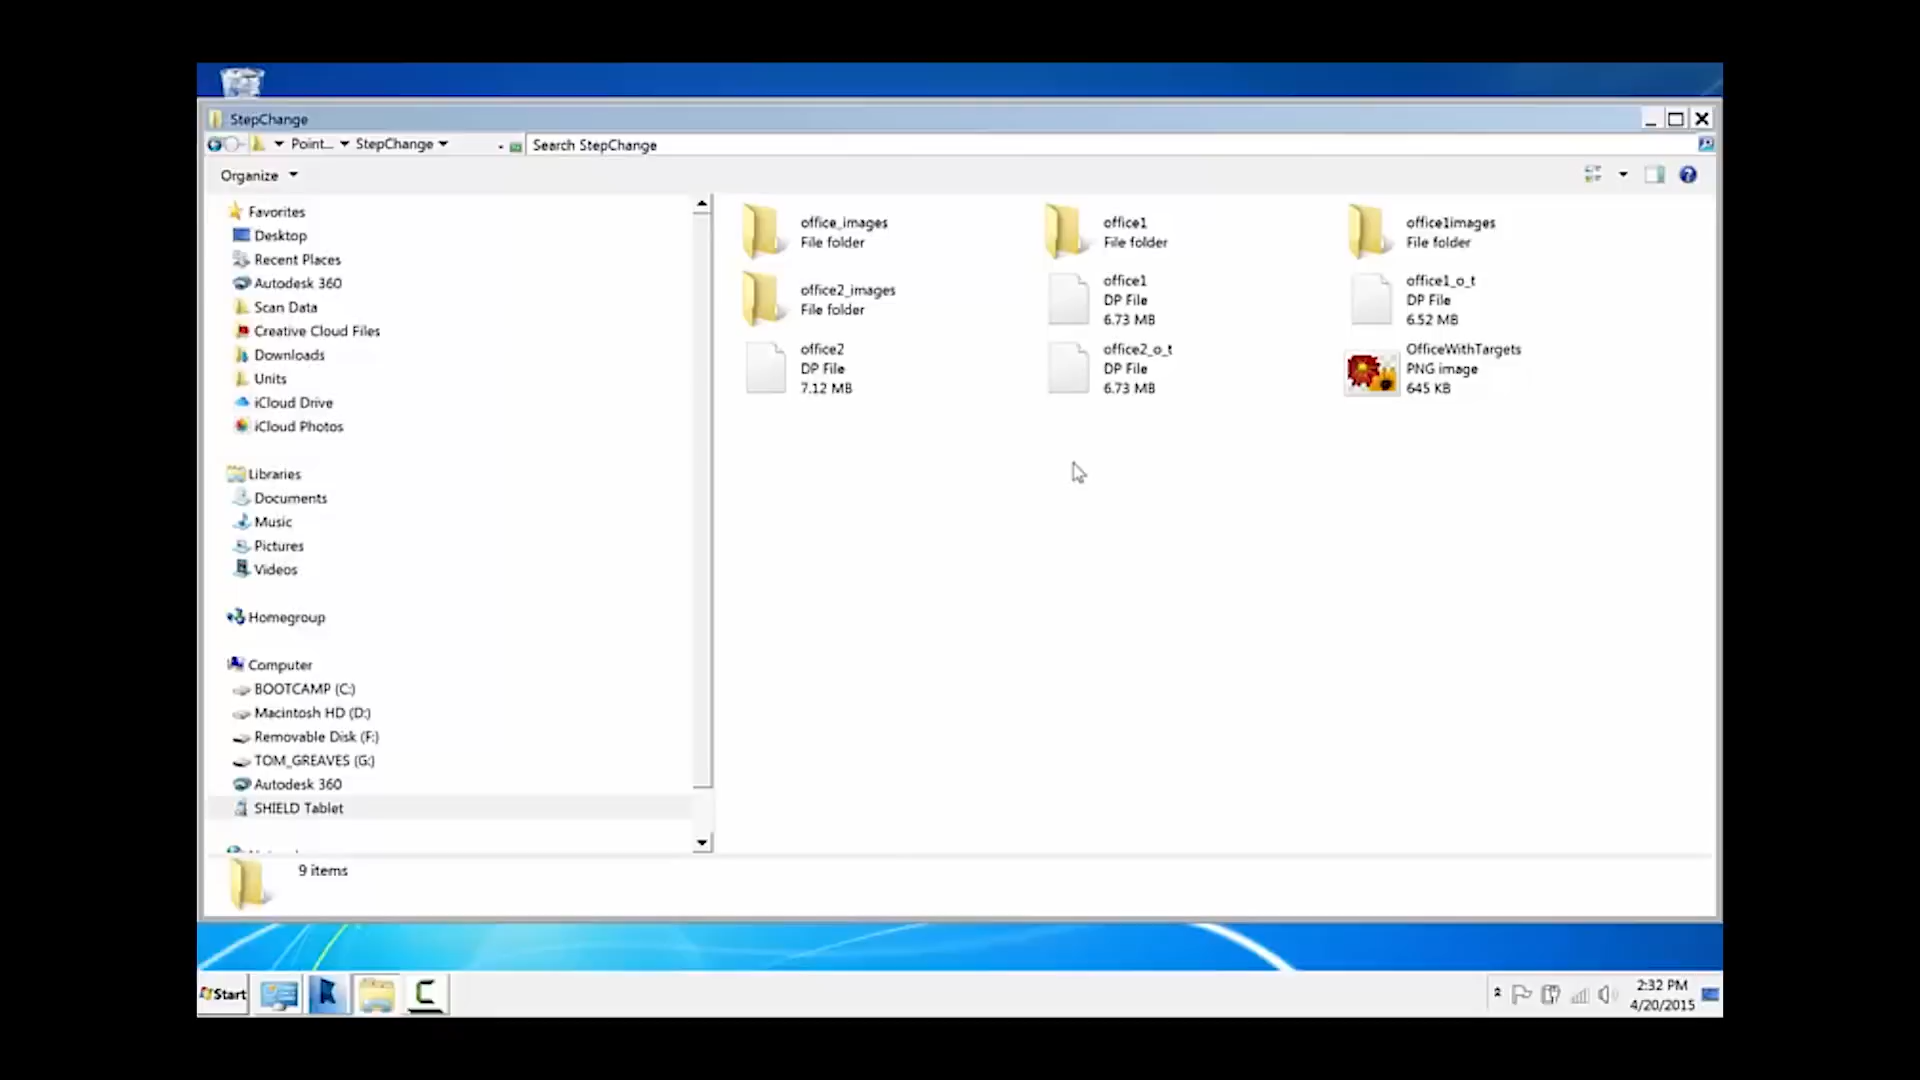 StepChange
Point... StepChange
Search StepChange
Organize
Favorites
Desktop
Recent Places
Autodesk 360
Scan Data
Creative Cloud Files
Downloads
Units
iCloud Drive
iCloud Photos
Libraries
Documents
Music
Pictures
Videos
Homegroup
Computer
BOOTCAMP (C:)
Macintosh HD (D:)
Removable Disk (F:)
TOM_GREAVES (G:)
Autodesk 360
SHIELD Tablet
office_images
File folder
office1
File folder
office1images
File folder
office2_images
File folder
office1
DP File
6.73 MB
office1_o_t
DP File
6.52 MB
office2
DP File
7.12 MB
office2_o_t
DP File
6.73 MB
OfficeWithTargets
PNG image
645 KB
9 items
Start
2:32 PM
4/20/2015